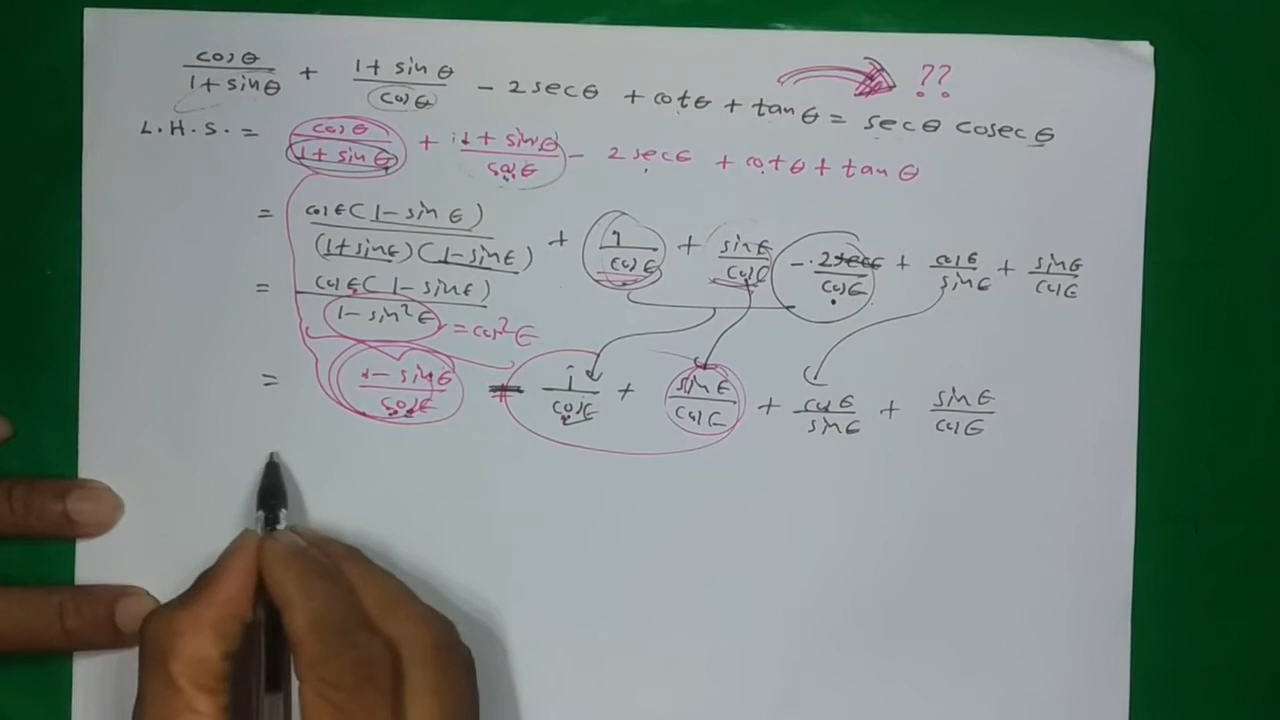 cosθ/1+sinθ + 1+sinθ/cosθ - 2secθ + cotθ + tanθ = secθ cosecθ ??
L.H.S. = cosθ/1+sinθ + 1+sinθ/cosθ - 2secθ + cotθ + tanθ
= cosθ(1-sinθ)/(1+sinθ)(1-sinθ) + 1/cosθ + sinθ/cosθ - 2/cosθ + cosθ/sinθ + sinθ/cosθ
= cosθ(1-sinθ)/1-sin²θ = cos²θ
= 1-sinθ/cosθ - 1/cosθ + sinθ/cosθ + cosθ/sinθ + sinθ/cosθ